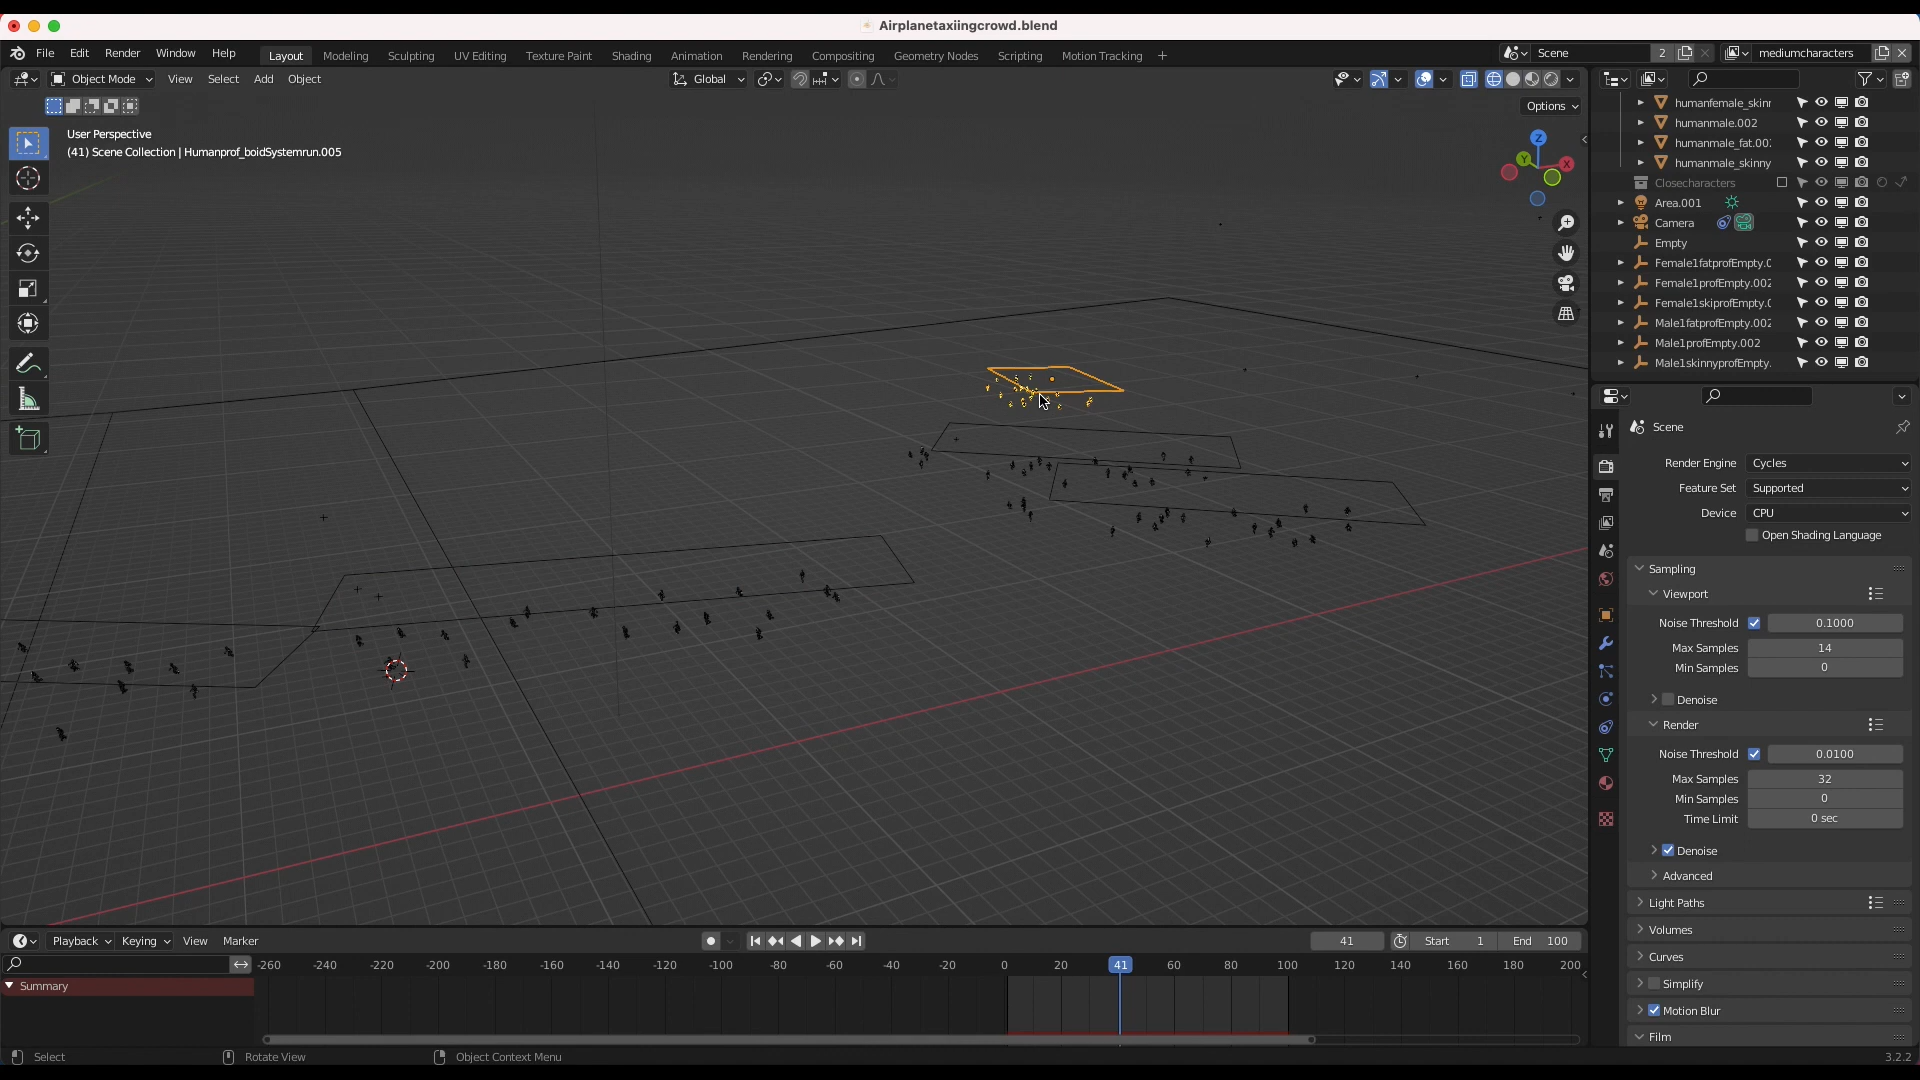 Airplanetaxiingcrowd.blend
File Edit Render Window Help Layout Modeling Sculpting UV Editing Texture Paint Shading Animation Rendering Compositing Geometry Nodes Scripting Motion Tracking + Scene 2 mediumcharacters
Object Mode View Select Add Object Global
Options
User Perspective
(41) Scene Collection | Humanprof_boidSystemrun.005
Z
Y
X
humanfemale_skinr
humanmale.002
humanmale_fat.00
humanmale_skinny
Closecharacters
Area.001
Camera
Empty
Female1fatprofEmpty.0
Female1profEmpty.002
Female1skiprofEmpty.0
Male1fatprofEmpty.002
Male1profEmpty.002
Male1skinnyprofEmpty.
Scene
Render Engine Cycles
Feature Set Supported
Device CPU
Open Shading Language
Sampling
Viewport
Noise Threshold 0.1000
Max Samples 14
Min Samples 0
Denoise
Render
Noise Threshold 0.0100
Max Samples 32
Min Samples 0
Time Limit 0 sec
Denoise
Advanced
Light Paths
Volumes
Curves
Simplify
Motion Blur
Film
Playback Keying View Marker 41 Start 1 End 100
-260 -240 -220 -200 -180 -160 -140 -120 -100 -80 -60 -40 -20 0 20 41 60 80 100 120 140 160 180 200
Summary
Select Rotate View Object Context Menu 3.2.2